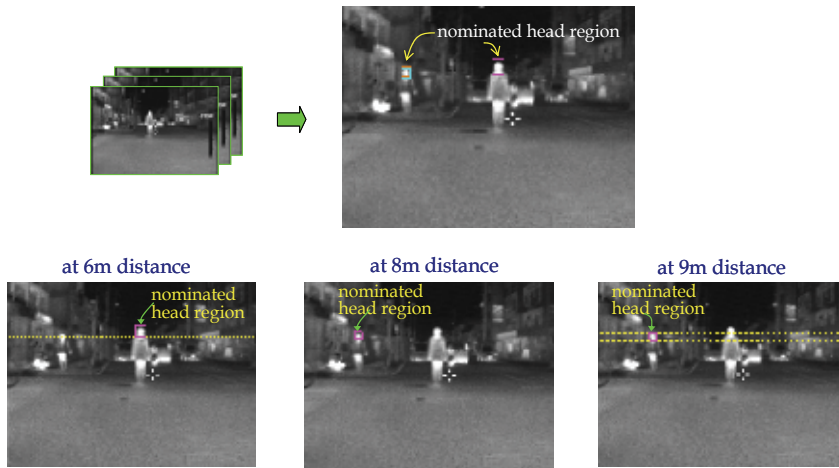 nominated head region
at 6m distance
nominated
head region
at 8m distance
nominated
head region
at 9m distance
nominated
head region